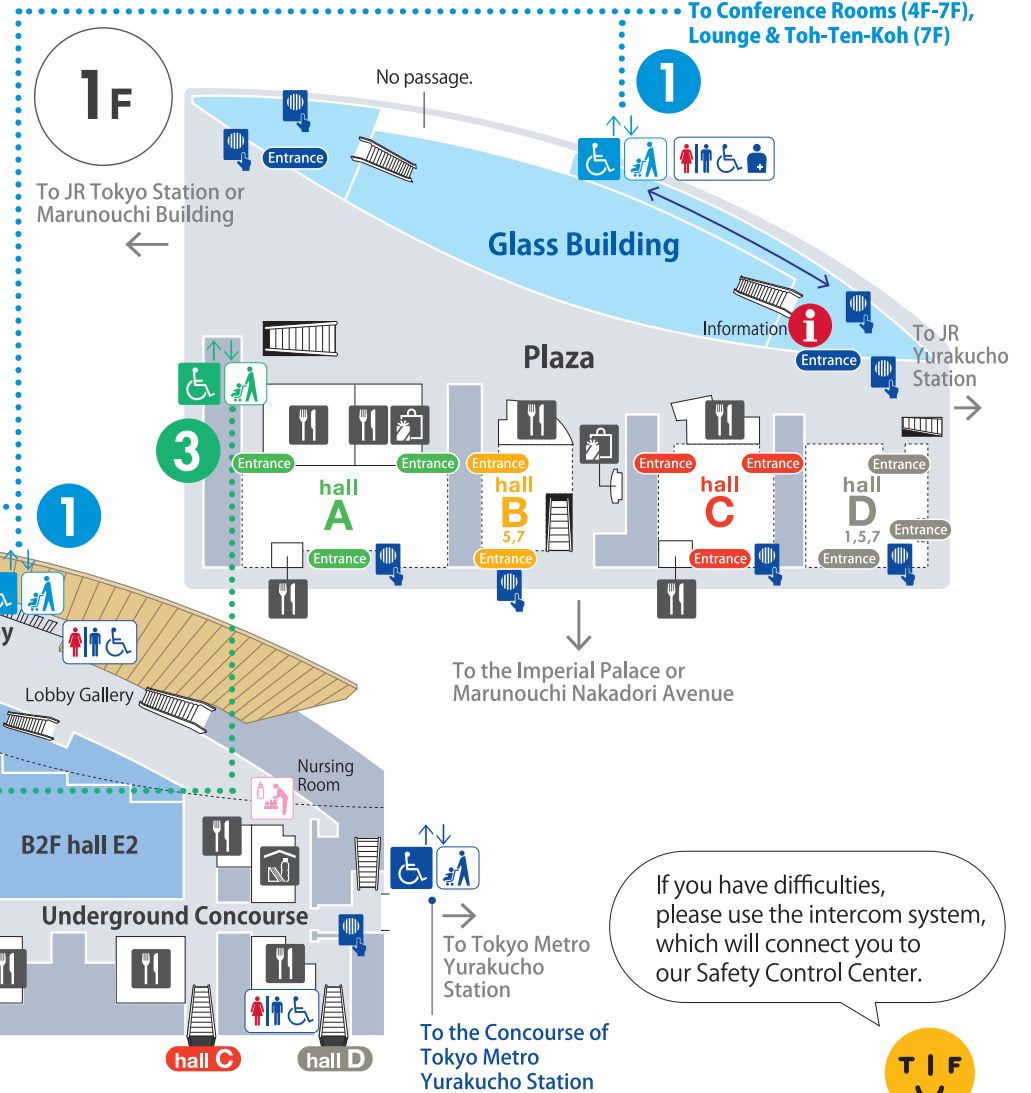 To Conference Rooms (4F-7F),
Lounge & Toh-Ten-Koh (7F)
1F
No passage.
1
Entrance
To JR Tokyo Station or
Marunouchi Building
Glass Building
Information
i
Entrance
To JR
Yurakucho
Station
Plaza
3
Entrance
Entrance
Entrance
Entrance
Entrance
Entrance
hall
A
hall
B
5,7
hall
C
hall
D
1,5,7
Entrance
Entrance
Entrance
Entrance
Entrance
1
To the Imperial Palace or
Marunouchi Nakadori Avenue
y
Lobby Gallery
Nursing
Room
B2F hall E2
Underground Concourse
To Tokyo Metro
Yurakucho
Station
hall C
hall D
To the Concourse of
Tokyo Metro
Yurakucho Station
If you have difficulties,
please use the intercom system,
which will connect you to
our Safety Control Center.
T I F